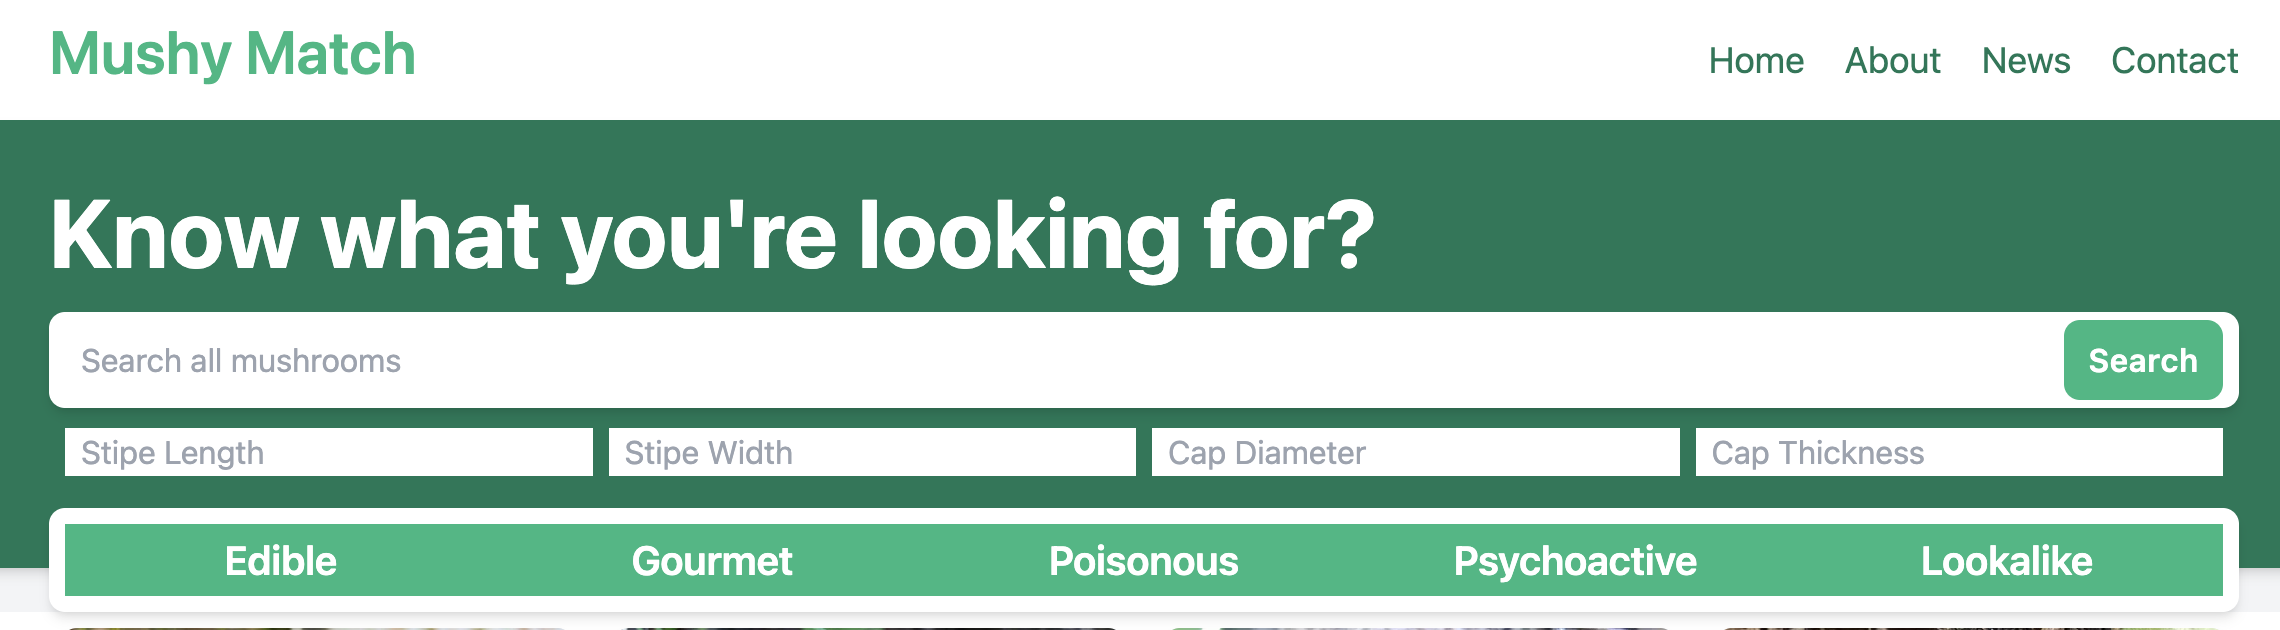 Mushy Match
Home About News Contact
Know what you're looking for?
Search all mushrooms Search
Stipe Length Stipe Width Cap Diameter Cap Thickness
Edible Gourmet Poisonous Psychoactive Lookalike